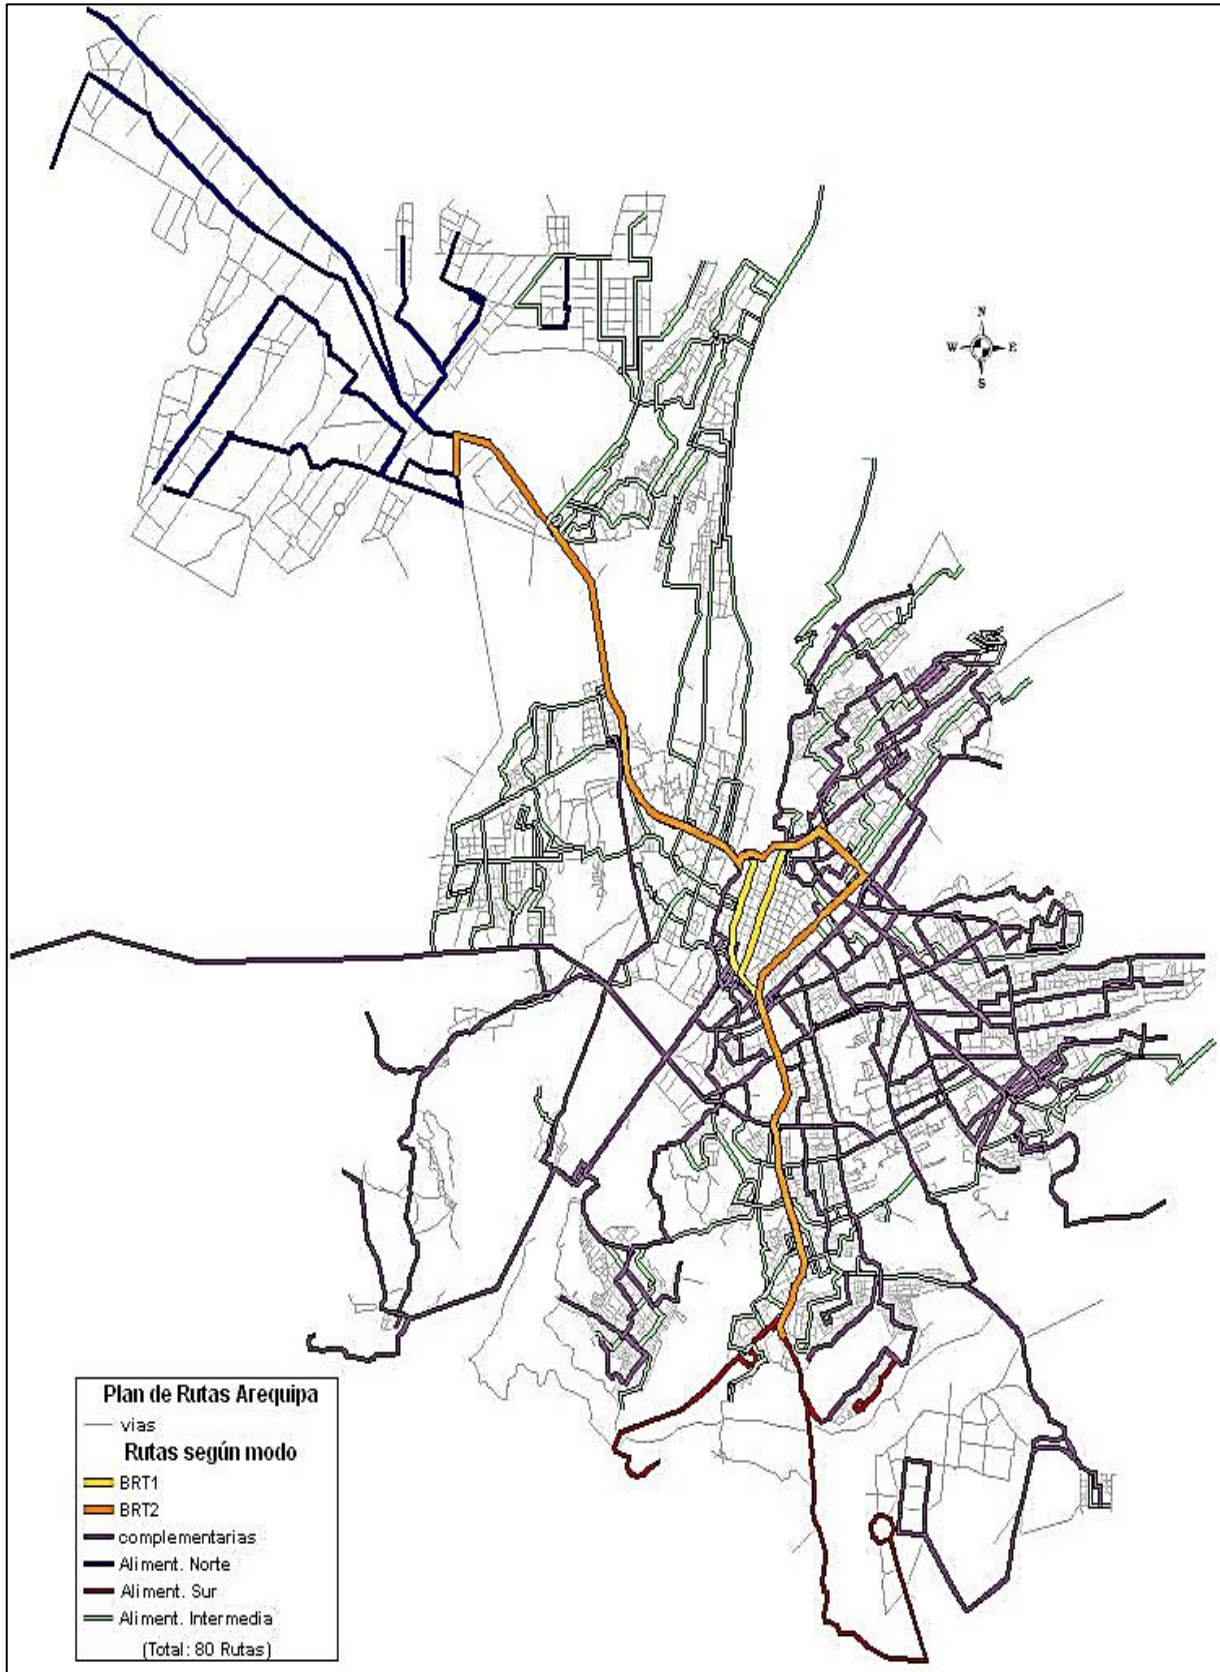 N
W E
S
Plan de Rutas Arequipa
vias
Rutas según modo
BRT1
BRT2
complementarias
Aliment. Norte
Aliment. Sur
Aliment. Intermedia
(Total: 80 Rutas)